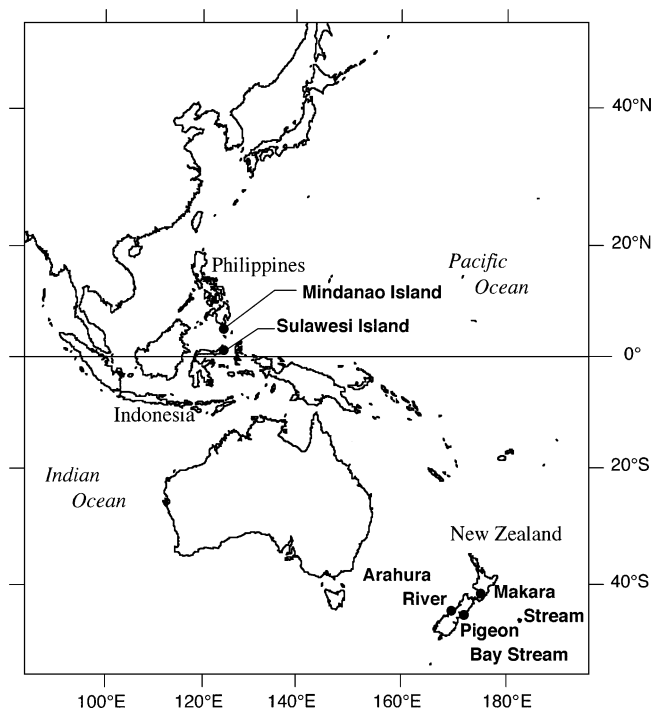 40°N
20°N
Philippines
Pacific
Ocean
Mindanao Island
Sulawesi Island
0°
Indonesia
20°S
Indian
Ocean
New Zealand
Arahura
River
40°S
Makara
Stream
Pigeon
Bay Stream
100°E 120°E 140°E 160°E 180°E